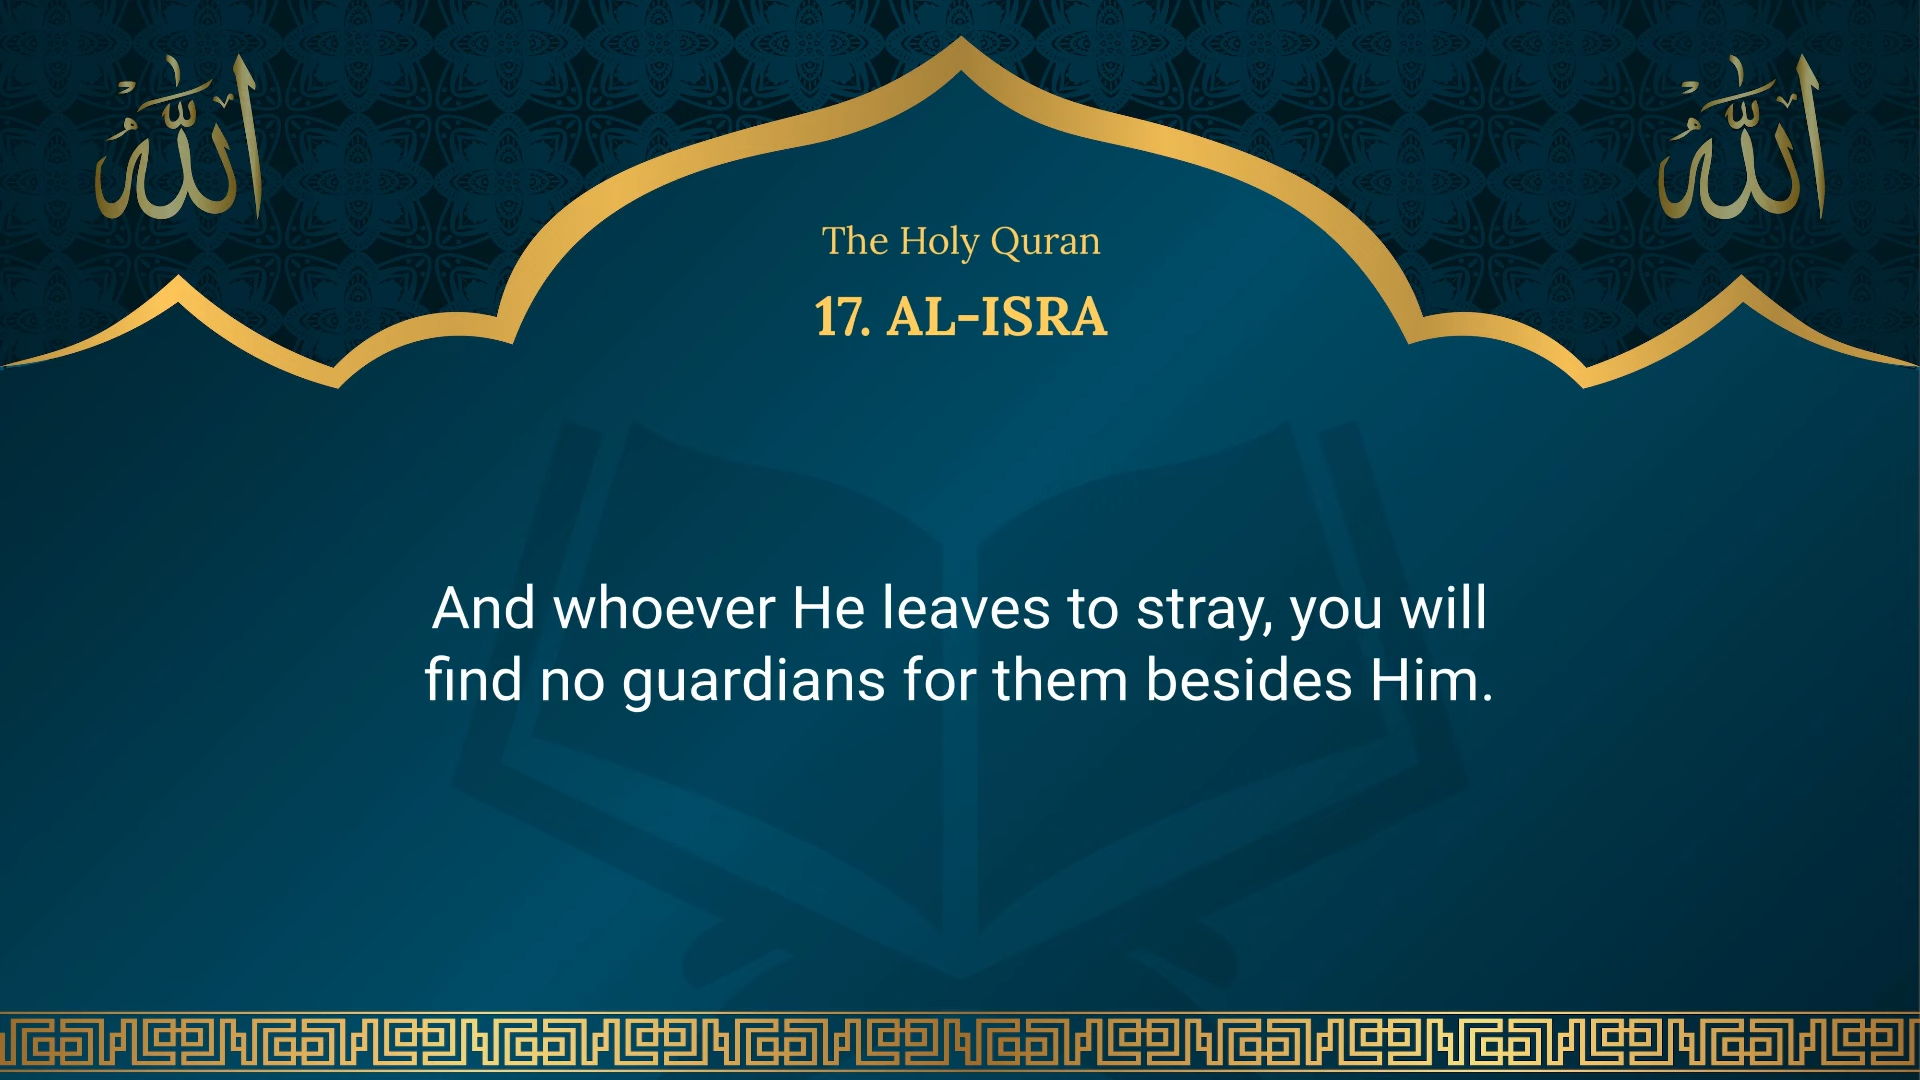 الله
الله
The Holy Quran
17. AL-ISRA
And whoever He leaves to stray, you will
find no guardians for them besides Him.